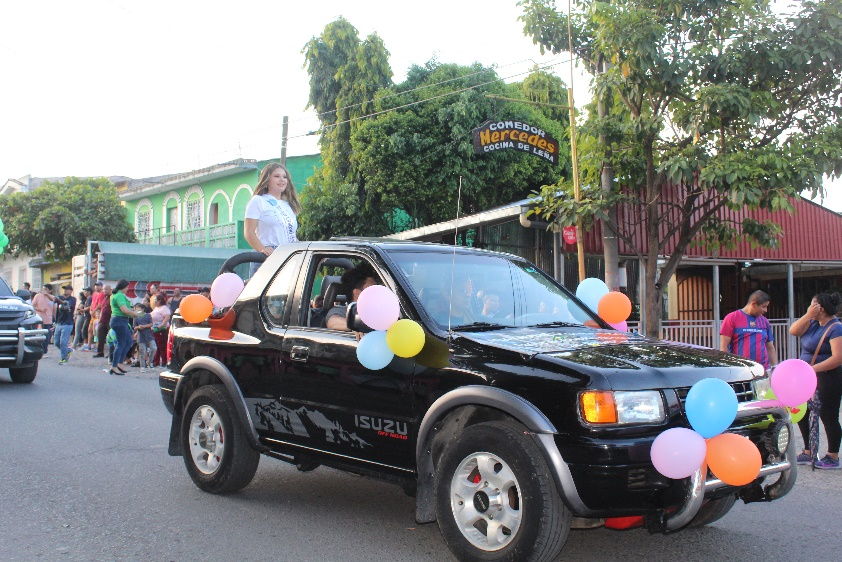 COMEDOR
Mercedes
COCINA DE LEÑA
ISUZU
OFF ROAD